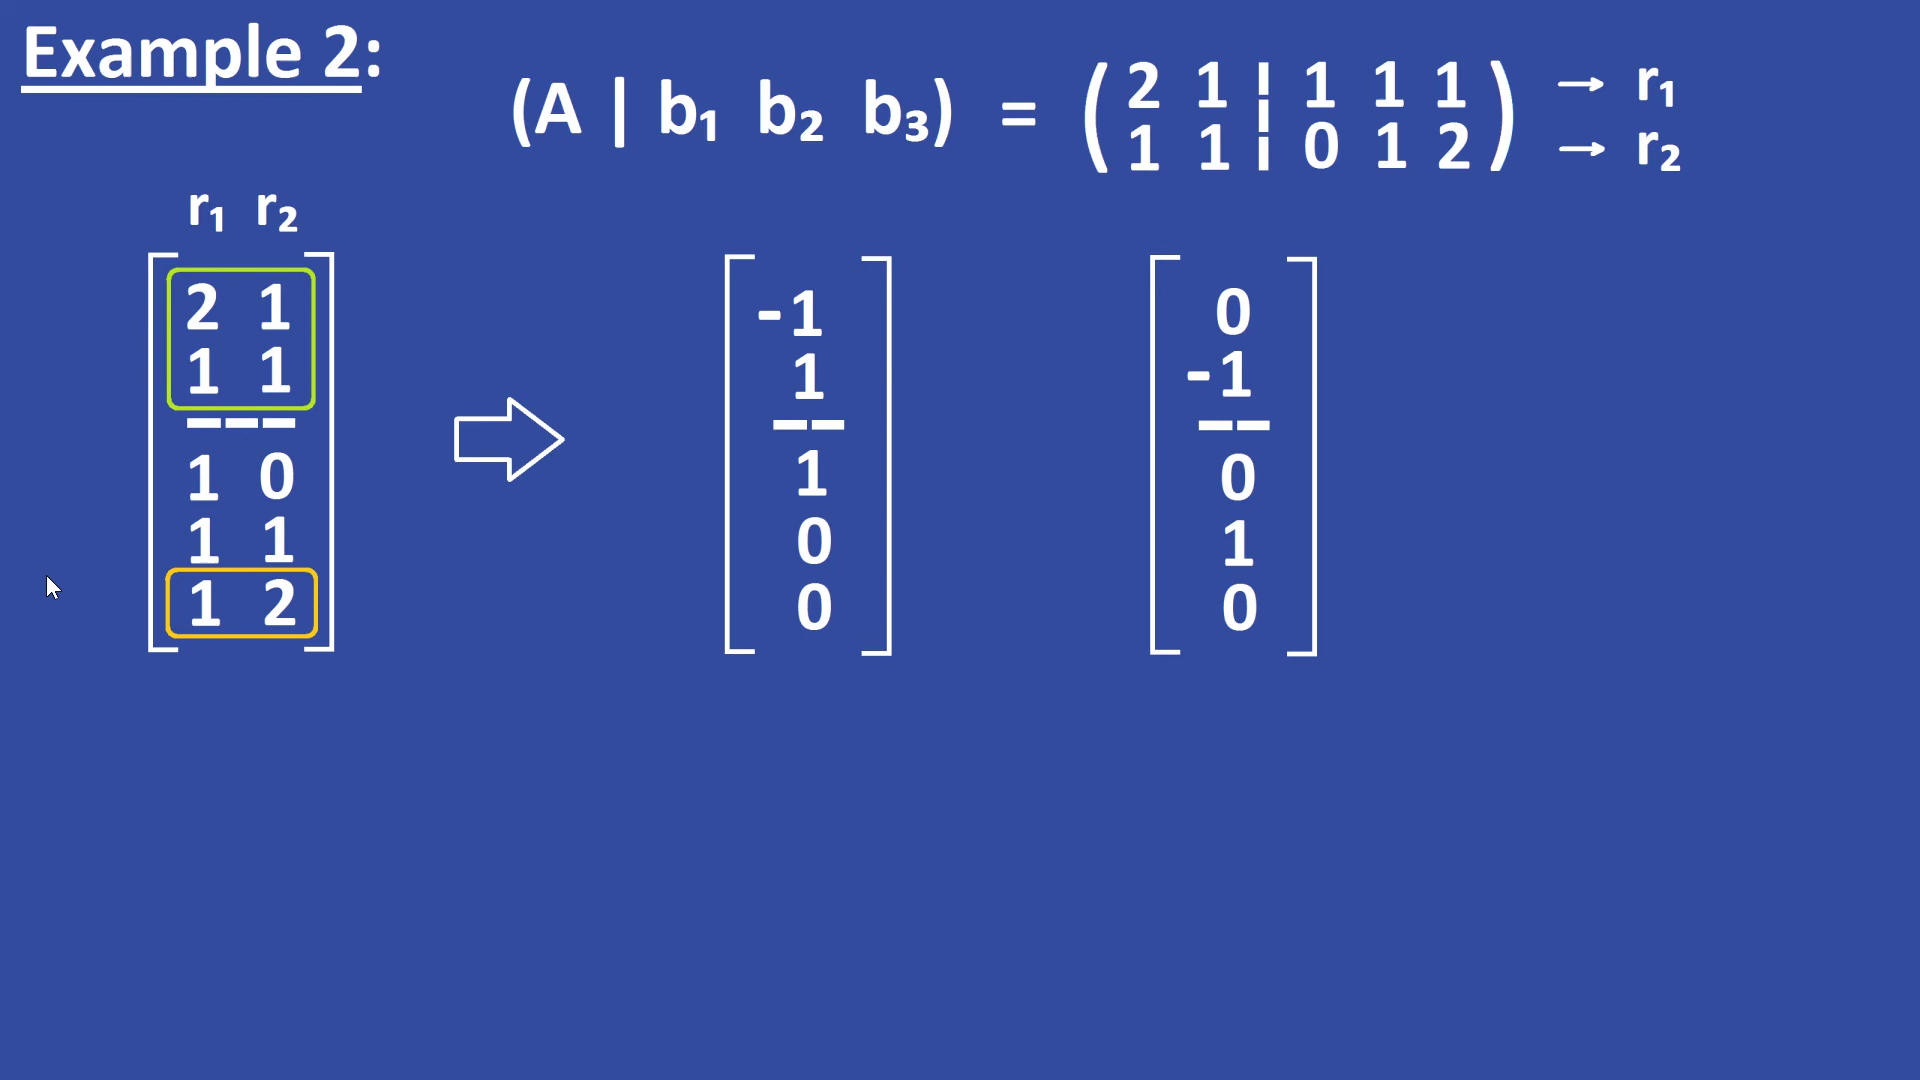 Example 2:
(A | b₁ b₂ b₃) = ( 2 1 ¦ 1 1 1 ) → r₁
1 1 ¦ 0 1 2 → r₂
r₁ r₂
2 1 -1 0
1 1 1 -1
1 0 1 0
1 1 0 1
1 2 0 0